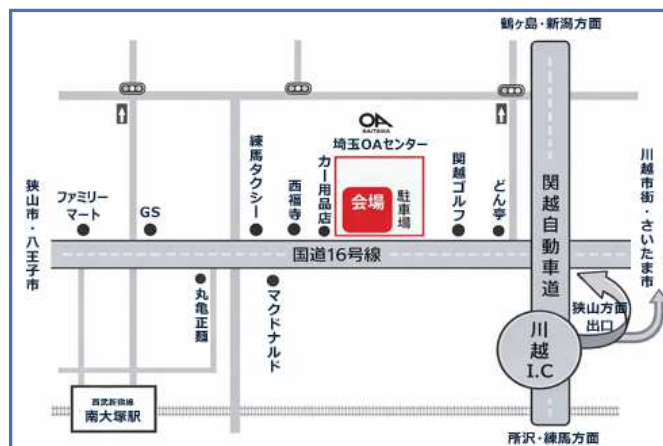 鶴ヶ島・新潟方面
OA
SAITAMA
埼玉OAセンター
狭山市・八王子市
ファミリー
マート
GS
練馬タクシー
西福寺
カー用品店
会場
駐車場
関越ゴルフ
どん亭
関越自動車道
川越市街・さいたま市
国道16号線
丸亀正麺
マクドナルド
狭山方面
出口
川越
I.C
西武新宿線
南大塚駅
所沢・練馬方面